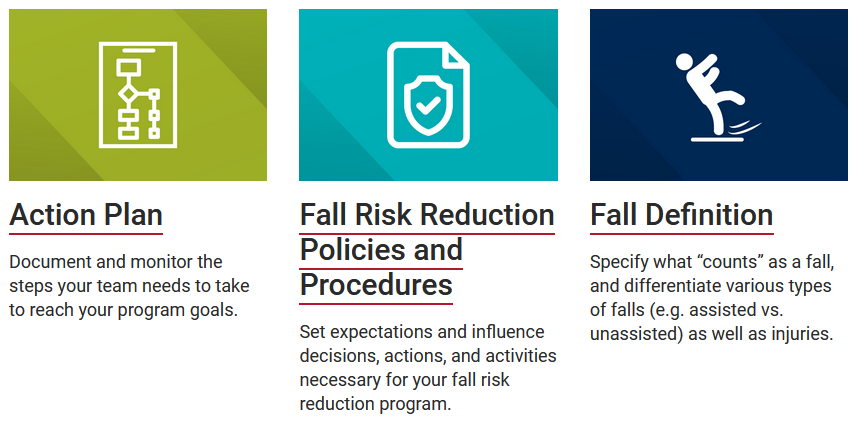 Action Plan
Document and monitor the
steps your team needs to take
to reach your program goals.
Fall Risk Reduction
Policies and
Procedures
Set expectations and influence
decisions, actions, and activities
necessary for your fall risk
reduction program.
Fall Definition
Specify what “counts” as a fall,
and differentiate various types
of falls (e.g. assisted vs.
unassisted) as well as injuries.